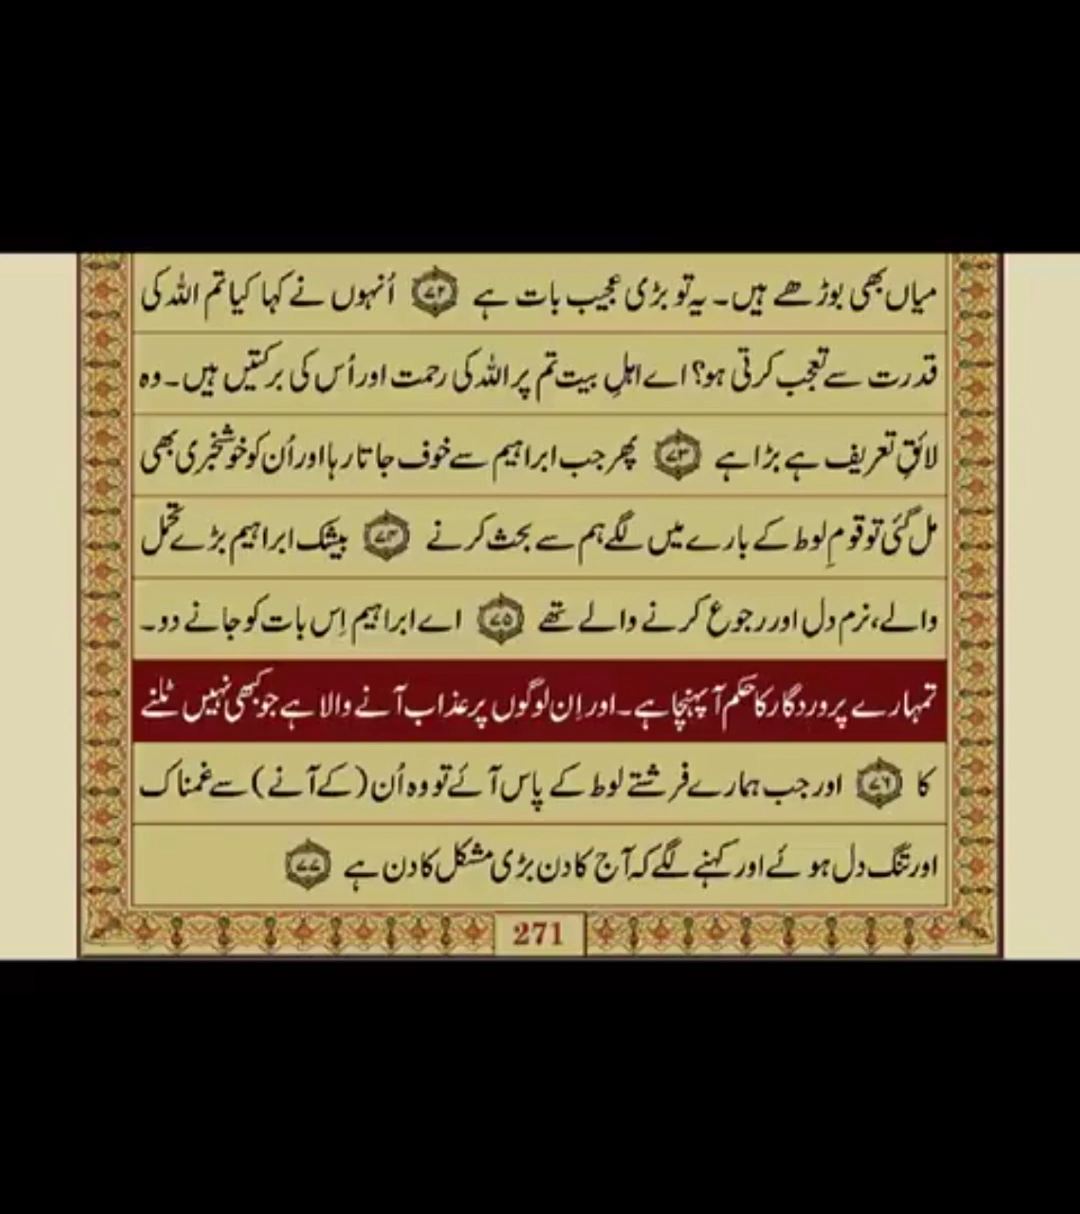 میاں بھی بوڑھے ہیں۔ یہ تو بڑی عجیب بات ہے ﴿۷۲﴾ اُنہوں نے کہا کیا تم اللہ کی
قدرت سے تعجب کرتی ہو؟ اے اہلِ بیت تم پر اللہ کی رحمت اور اُس کی برکتیں ہیں۔ وہ
لائقِ تعریف ہے بڑا ہے ﴿۷۳﴾ پھر جب ابراہیم سے خوف جاتا رہا اور اُن کو خوشخبری بھی
مل گئی تو قومِ لوط کے بارے میں لگے ہم سے بحث کرنے ﴿۷۴﴾ بیشک ابراہیم بڑے تحمل
والے، نرم دل اور رجوع کرنے والے تھے ﴿۷۵﴾ اے ابراہیم اِس بات کو جانے دو۔
تمہارے پروردگار کا حکم آ پہنچا ہے۔ اور اِن لوگوں پر عذاب آنے والا ہے جو کبھی نہیں ٹلنے
کا ﴿۷۶﴾ اور جب ہمارے فرشتے لوط کے پاس آئے تو وہ اُن (کے آنے) سے غمناک
اور تنگ دل ہوئے اور کہنے لگے کہ آج کا دن بڑی مشکل کا دن ہے ﴿۷۷﴾
271